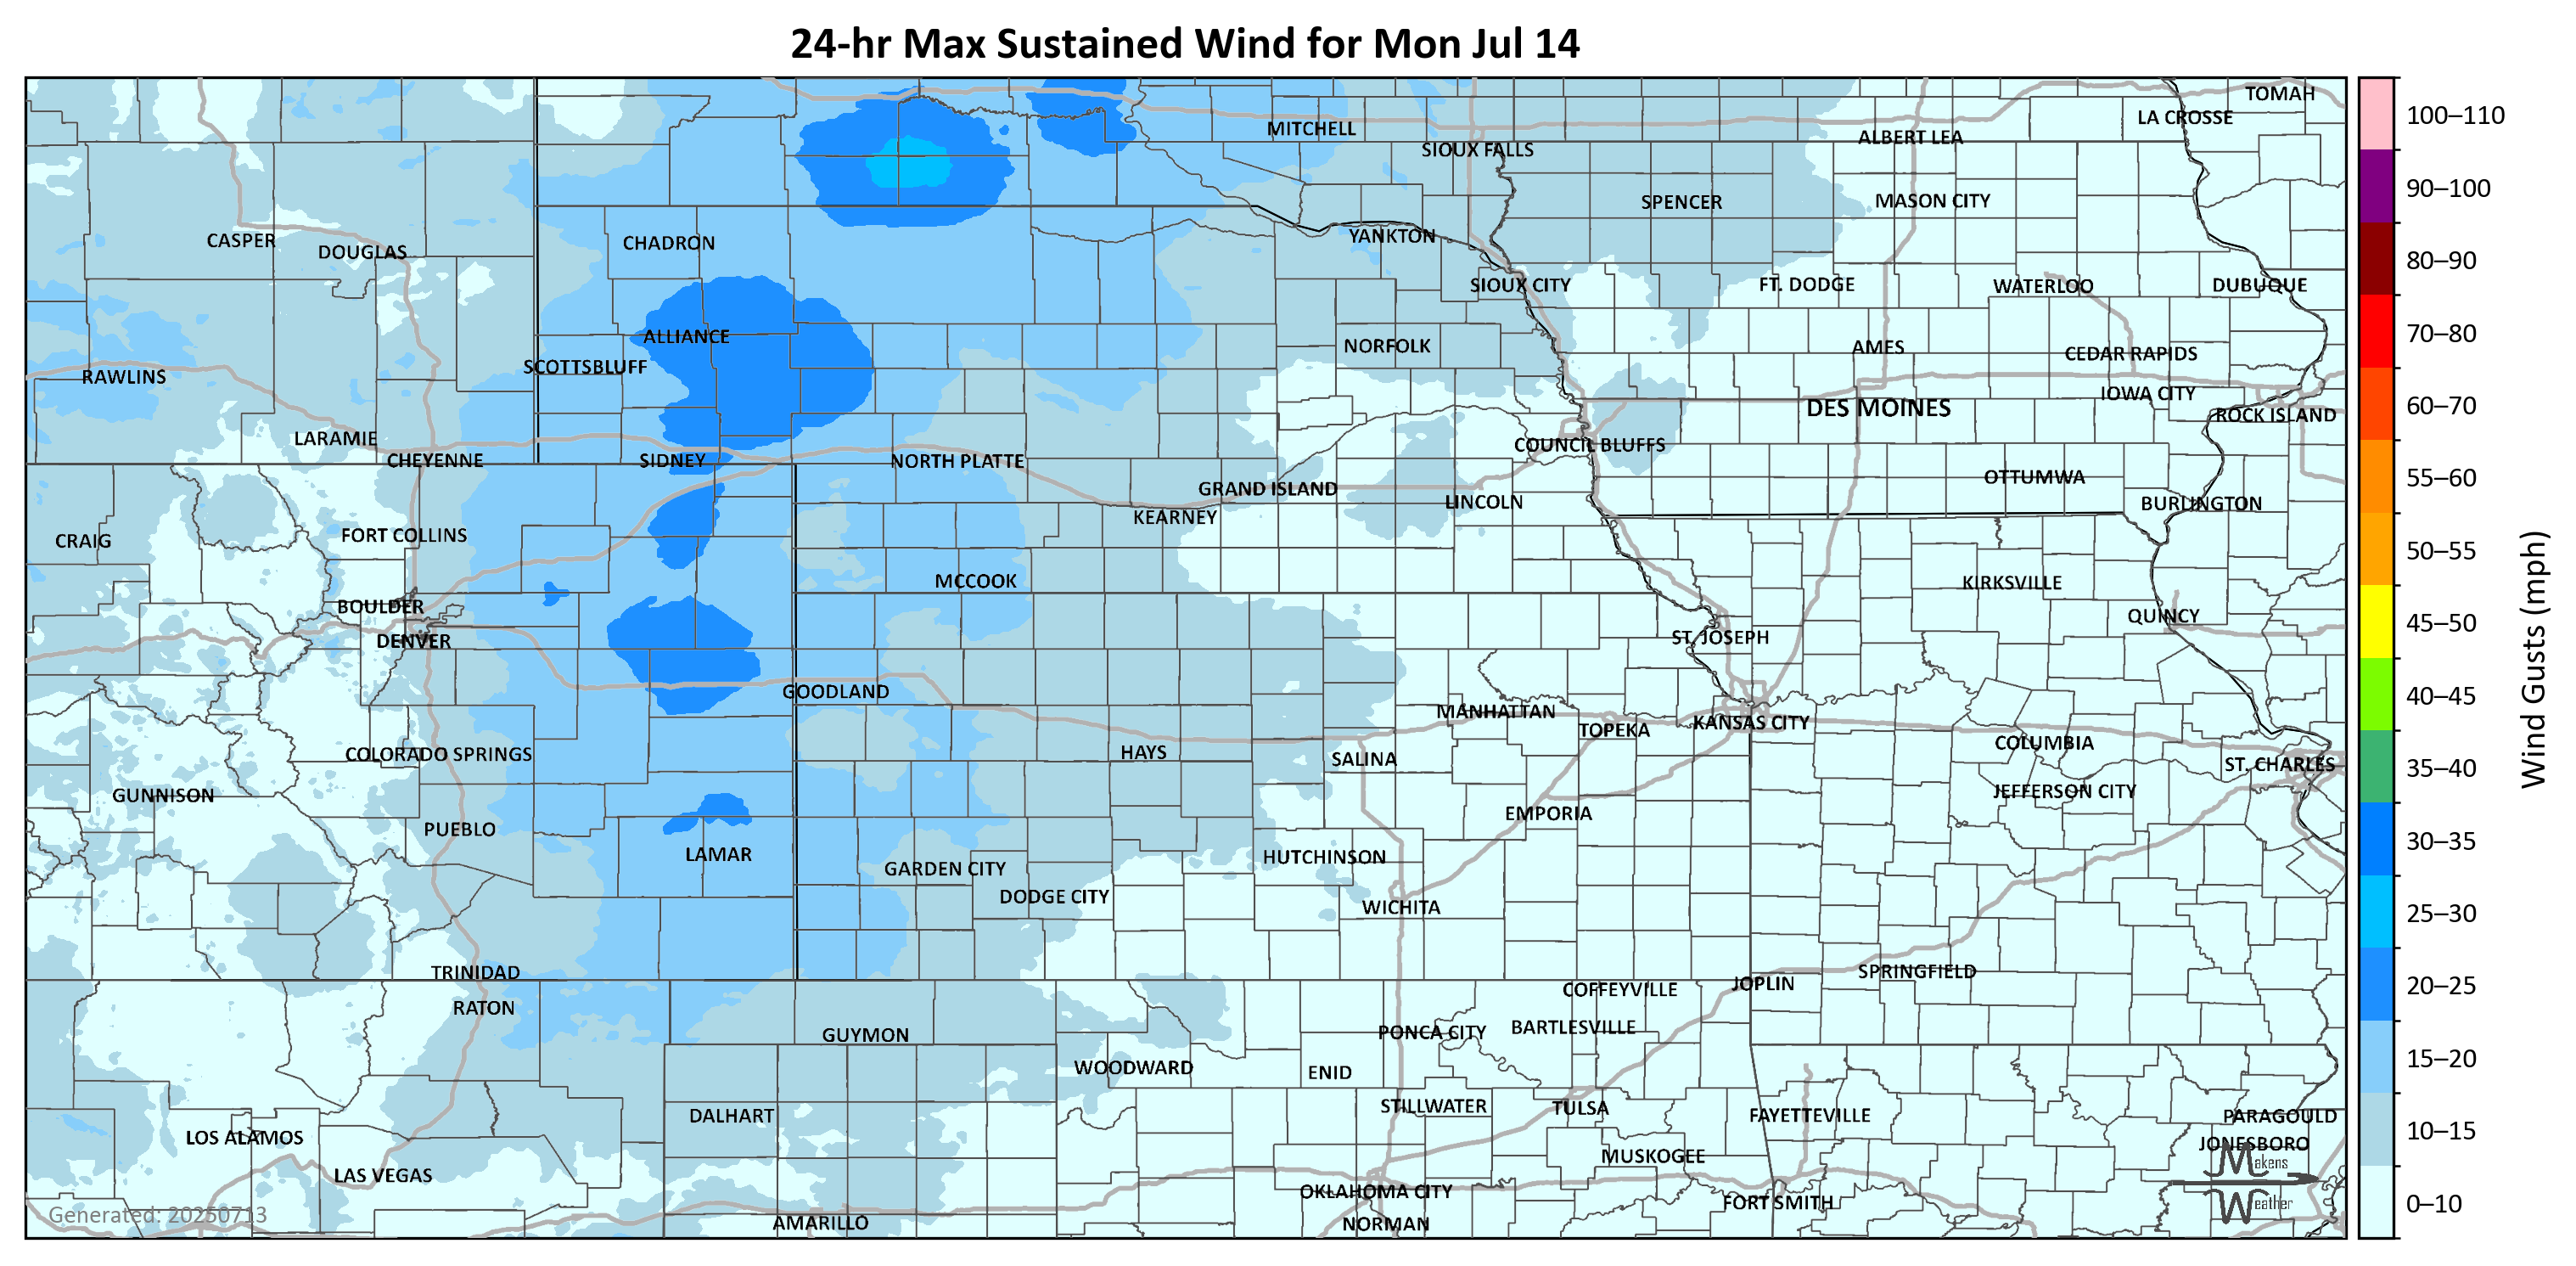 24-hr Max Sustained Wind for Mon Jul 14
TOMAH
LA CROSSE
MITCHELL
ALBERT LEA
SIOUX FALLS
SPENCER
MASON CITY
CASPER
DOUGLAS
CHADRON
YANKTON
SIOUX CITY
FT. DODGE
WATERLOO
DUBUQUE
ALLIANCE
NORFOLK
AMES
CEDAR RAPIDS
SCOTTSBLUFF
RAWLINS
IOWA CITY
DES MOINES
ROCK ISLAND
LARAMIE
COUNCIL BLUFFS
CHEYENNE
SIDNEY
NORTH PLATTE
OTTUMWA
GRAND ISLAND
LINCOLN
BURLINGTON
KEARNEY
CRAIG
FORT COLLINS
MCCOOK
KIRKSVILLE
BOULDER
QUINCY
DENVER
ST. JOSEPH
GOODLAND
MANHATTAN
TOPEKA
KANSAS CITY
COLUMBIA
COLORADO SPRINGS
HAYS
SALINA
ST. CHARLES
GUNNISON
JEFFERSON CITY
EMPORIA
PUEBLO
LAMAR
HUTCHINSON
GARDEN CITY
DODGE CITY
WICHITA
TRINIDAD
SPRINGFIELD
JOPLIN
COFFEYVILLE
RATON
BARTLESVILLE
PONCA CITY
GUYMON
WOODWARD
ENID
STILLWATER
TULSA
DALHART
FAYETTEVILLE
PARAGOULD
LOS ALAMOS
JONESBORO
MUSKOGEE
LAS VEGAS
OKLAHOMA CITY
FORT SMITH
AMARILLO
NORMAN
Generated: 20250713
Makens
Weather
100–110
90–100
80–90
70–80
60–70
55–60
50–55
45–50
40–45
35–40
30–35
25–30
20–25
15–20
10–15
0–10
Wind Gusts (mph)